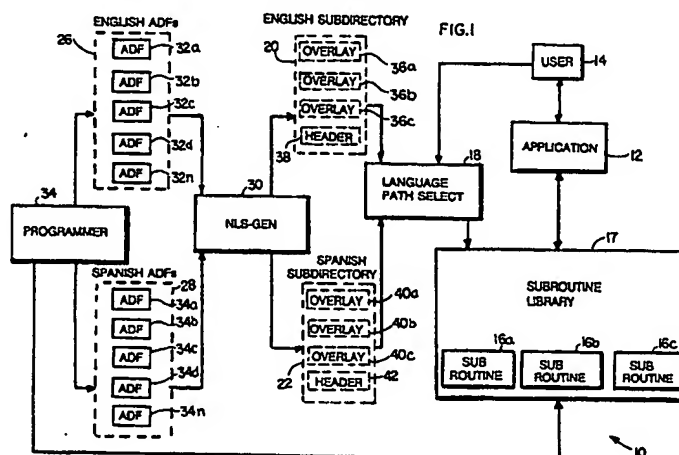 ENGLISH ADFs
26
ADF 32a
ADF 32b
ADF 32c
ADF 32d
ADF 32n
34
PROGRAMMER
SPANISH ADFs
28
ADF 34a
ADF 34b
ADF 34c
ADF 34d
ADF 34n
30
NLS-GEN
ENGLISH SUBDIRECTORY
20
OVERLAY 36a
OVERLAY 36b
OVERLAY 36c
38 HEADER
SPANISH
SUBDIRECTORY
OVERLAY 40a
OVERLAY 40b
OVERLAY 40c
22 HEADER 42
FIG.1
18
LANGUAGE
PATH SELECT
USER 14
APPLICATION 12
17
SUBROUTINE
LIBRARY
16a 16b 16c
SUB ROUTINE
SUB ROUTINE
SUB ROUTINE
10